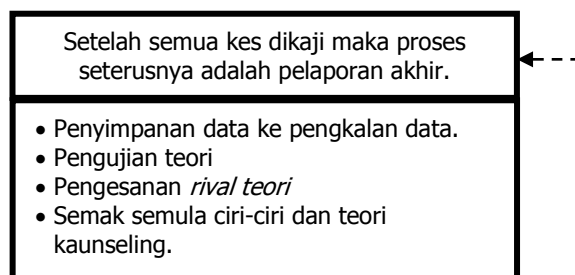 Setelah semua kes dikaji maka proses
seterusnya adalah pelaporan akhir.
• Penyimpanan data ke pengkalan data.
• Pengujian teori
• Pengesanan rival teori
• Semak semula ciri-ciri dan teori
kaunseling.